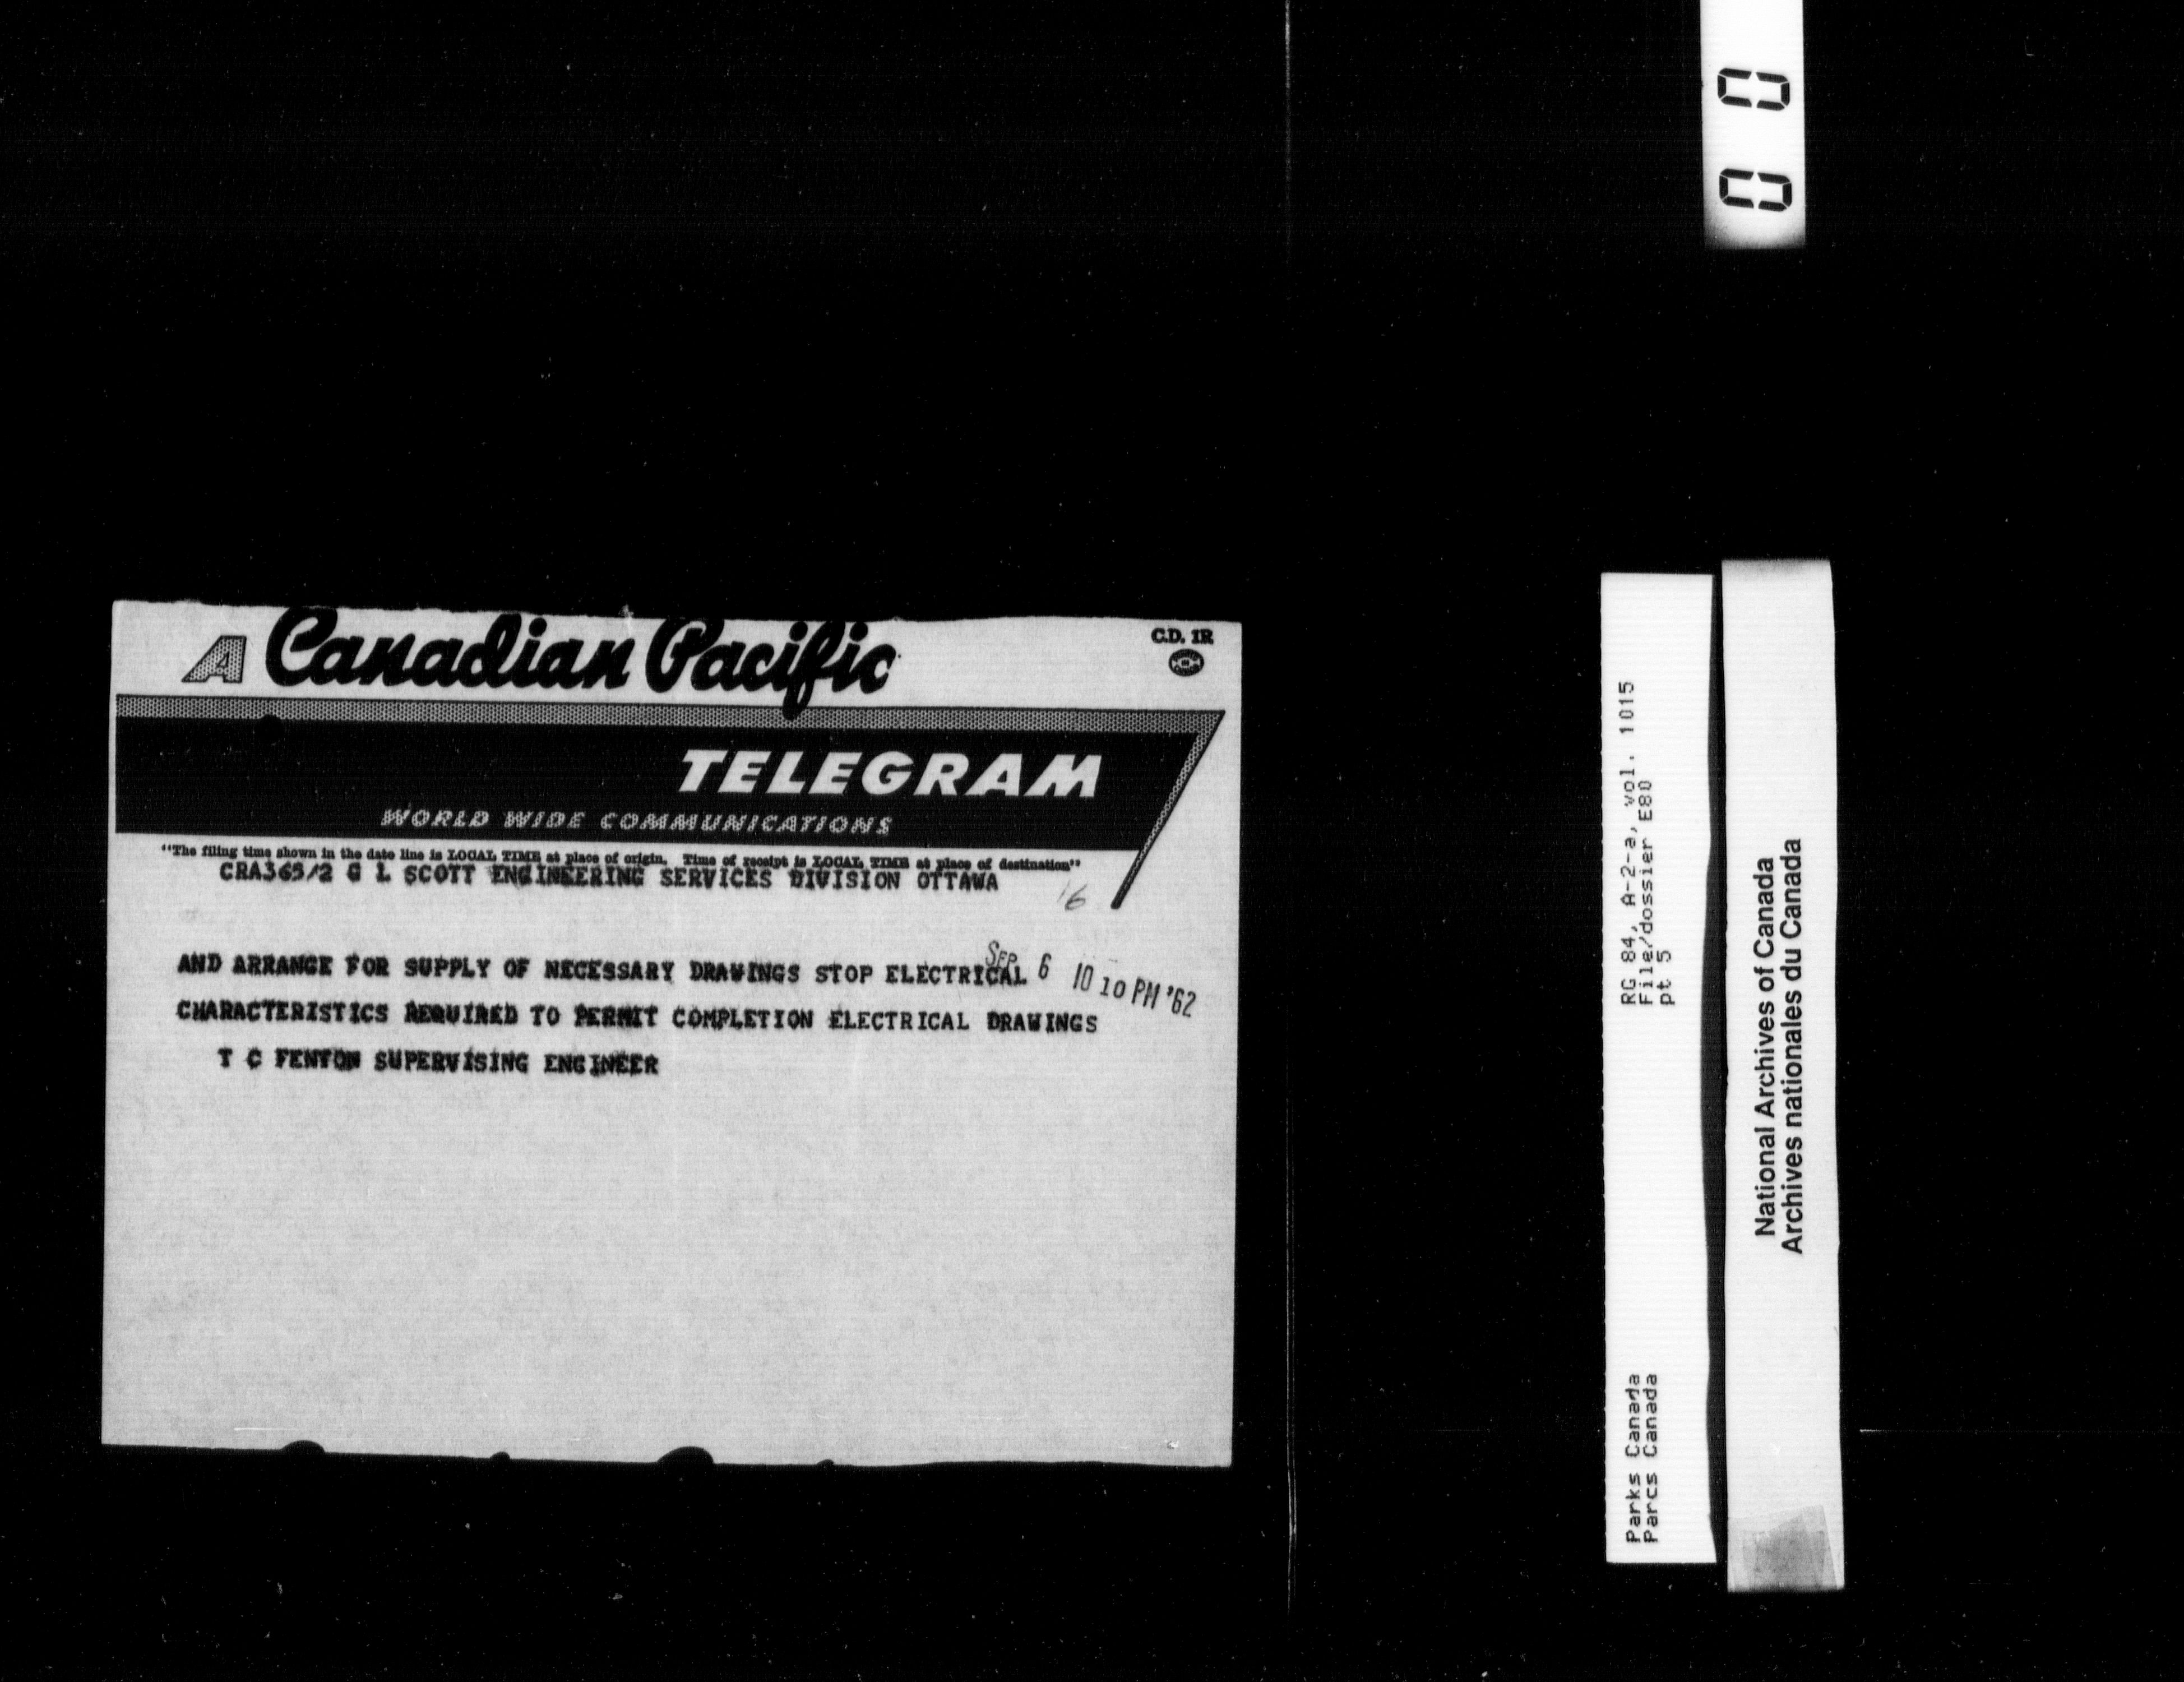 A Canadian Pacific
C.D. 1R
TELEGRAM
WORLD WIDE COMMUNICATIONS
"The filing time shown in the date line is LOCAL TIME at place of origin. Time of receipt is LOCAL TIME at place of destination"
CRA365/2 G L SCOTT ENGINEERING SERVICES DIVISION OTTAWA
16
SEP 6 10 10 PM '62
AND ARRANGE FOR SUPPLY OF NECESSARY DRAWINGS STOP ELECTRICAL
CHARACTERISTICS REQUIRED TO PERMIT COMPLETION ELECTRICAL DRAWINGS
T C FENTON SUPERVISING ENGINEER
00
RG 84, A-2-a, vol. 1015
File/dossier E80
pt 5
Parks Canada
Parcs Canada
National Archives of Canada
Archives nationales du Canada